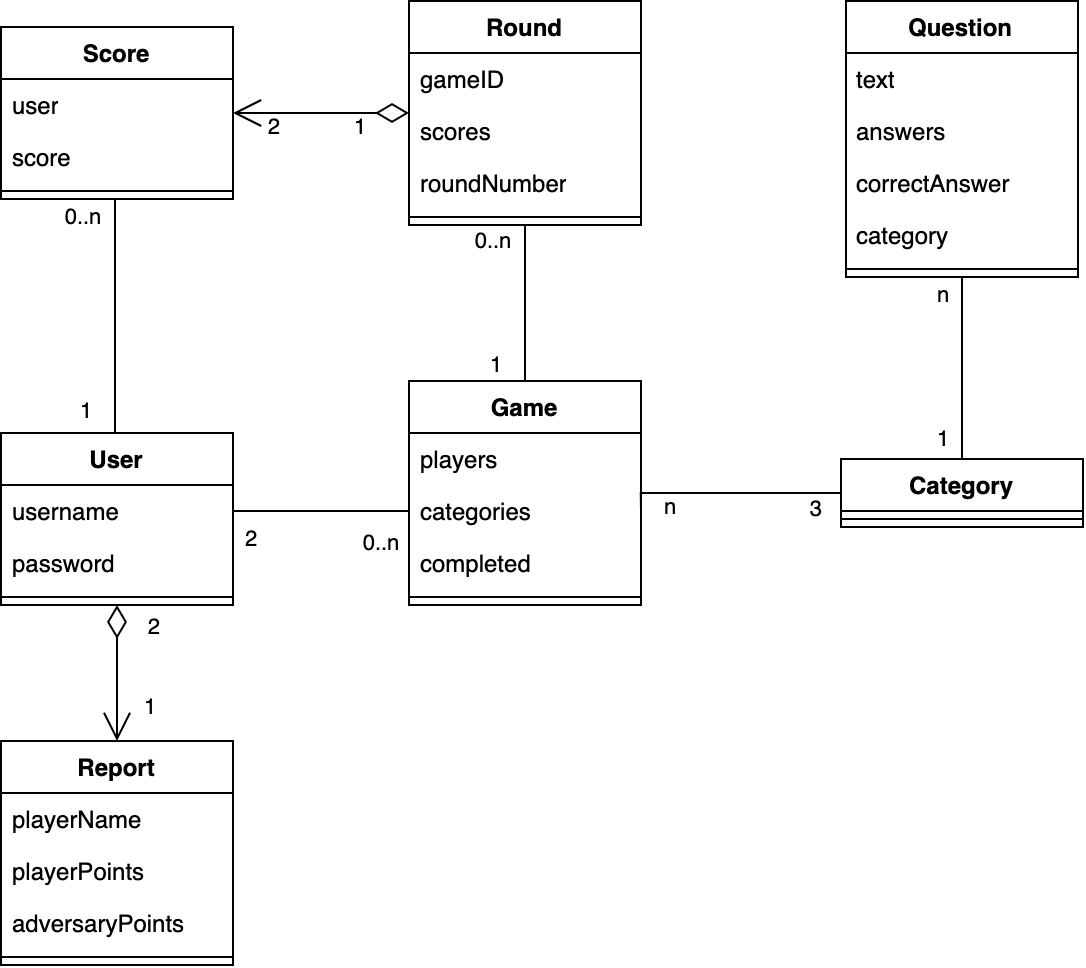 Score
user
score
Round
gameID
scores
roundNumber
Question
text
answers
correctAnswer
category
2
1
0..n
0..n
n
1
1
1
User
username
password
Game
players
categories
completed
Category
2
0..n
n
3
2
1
Report
playerName
playerPoints
adversaryPoints